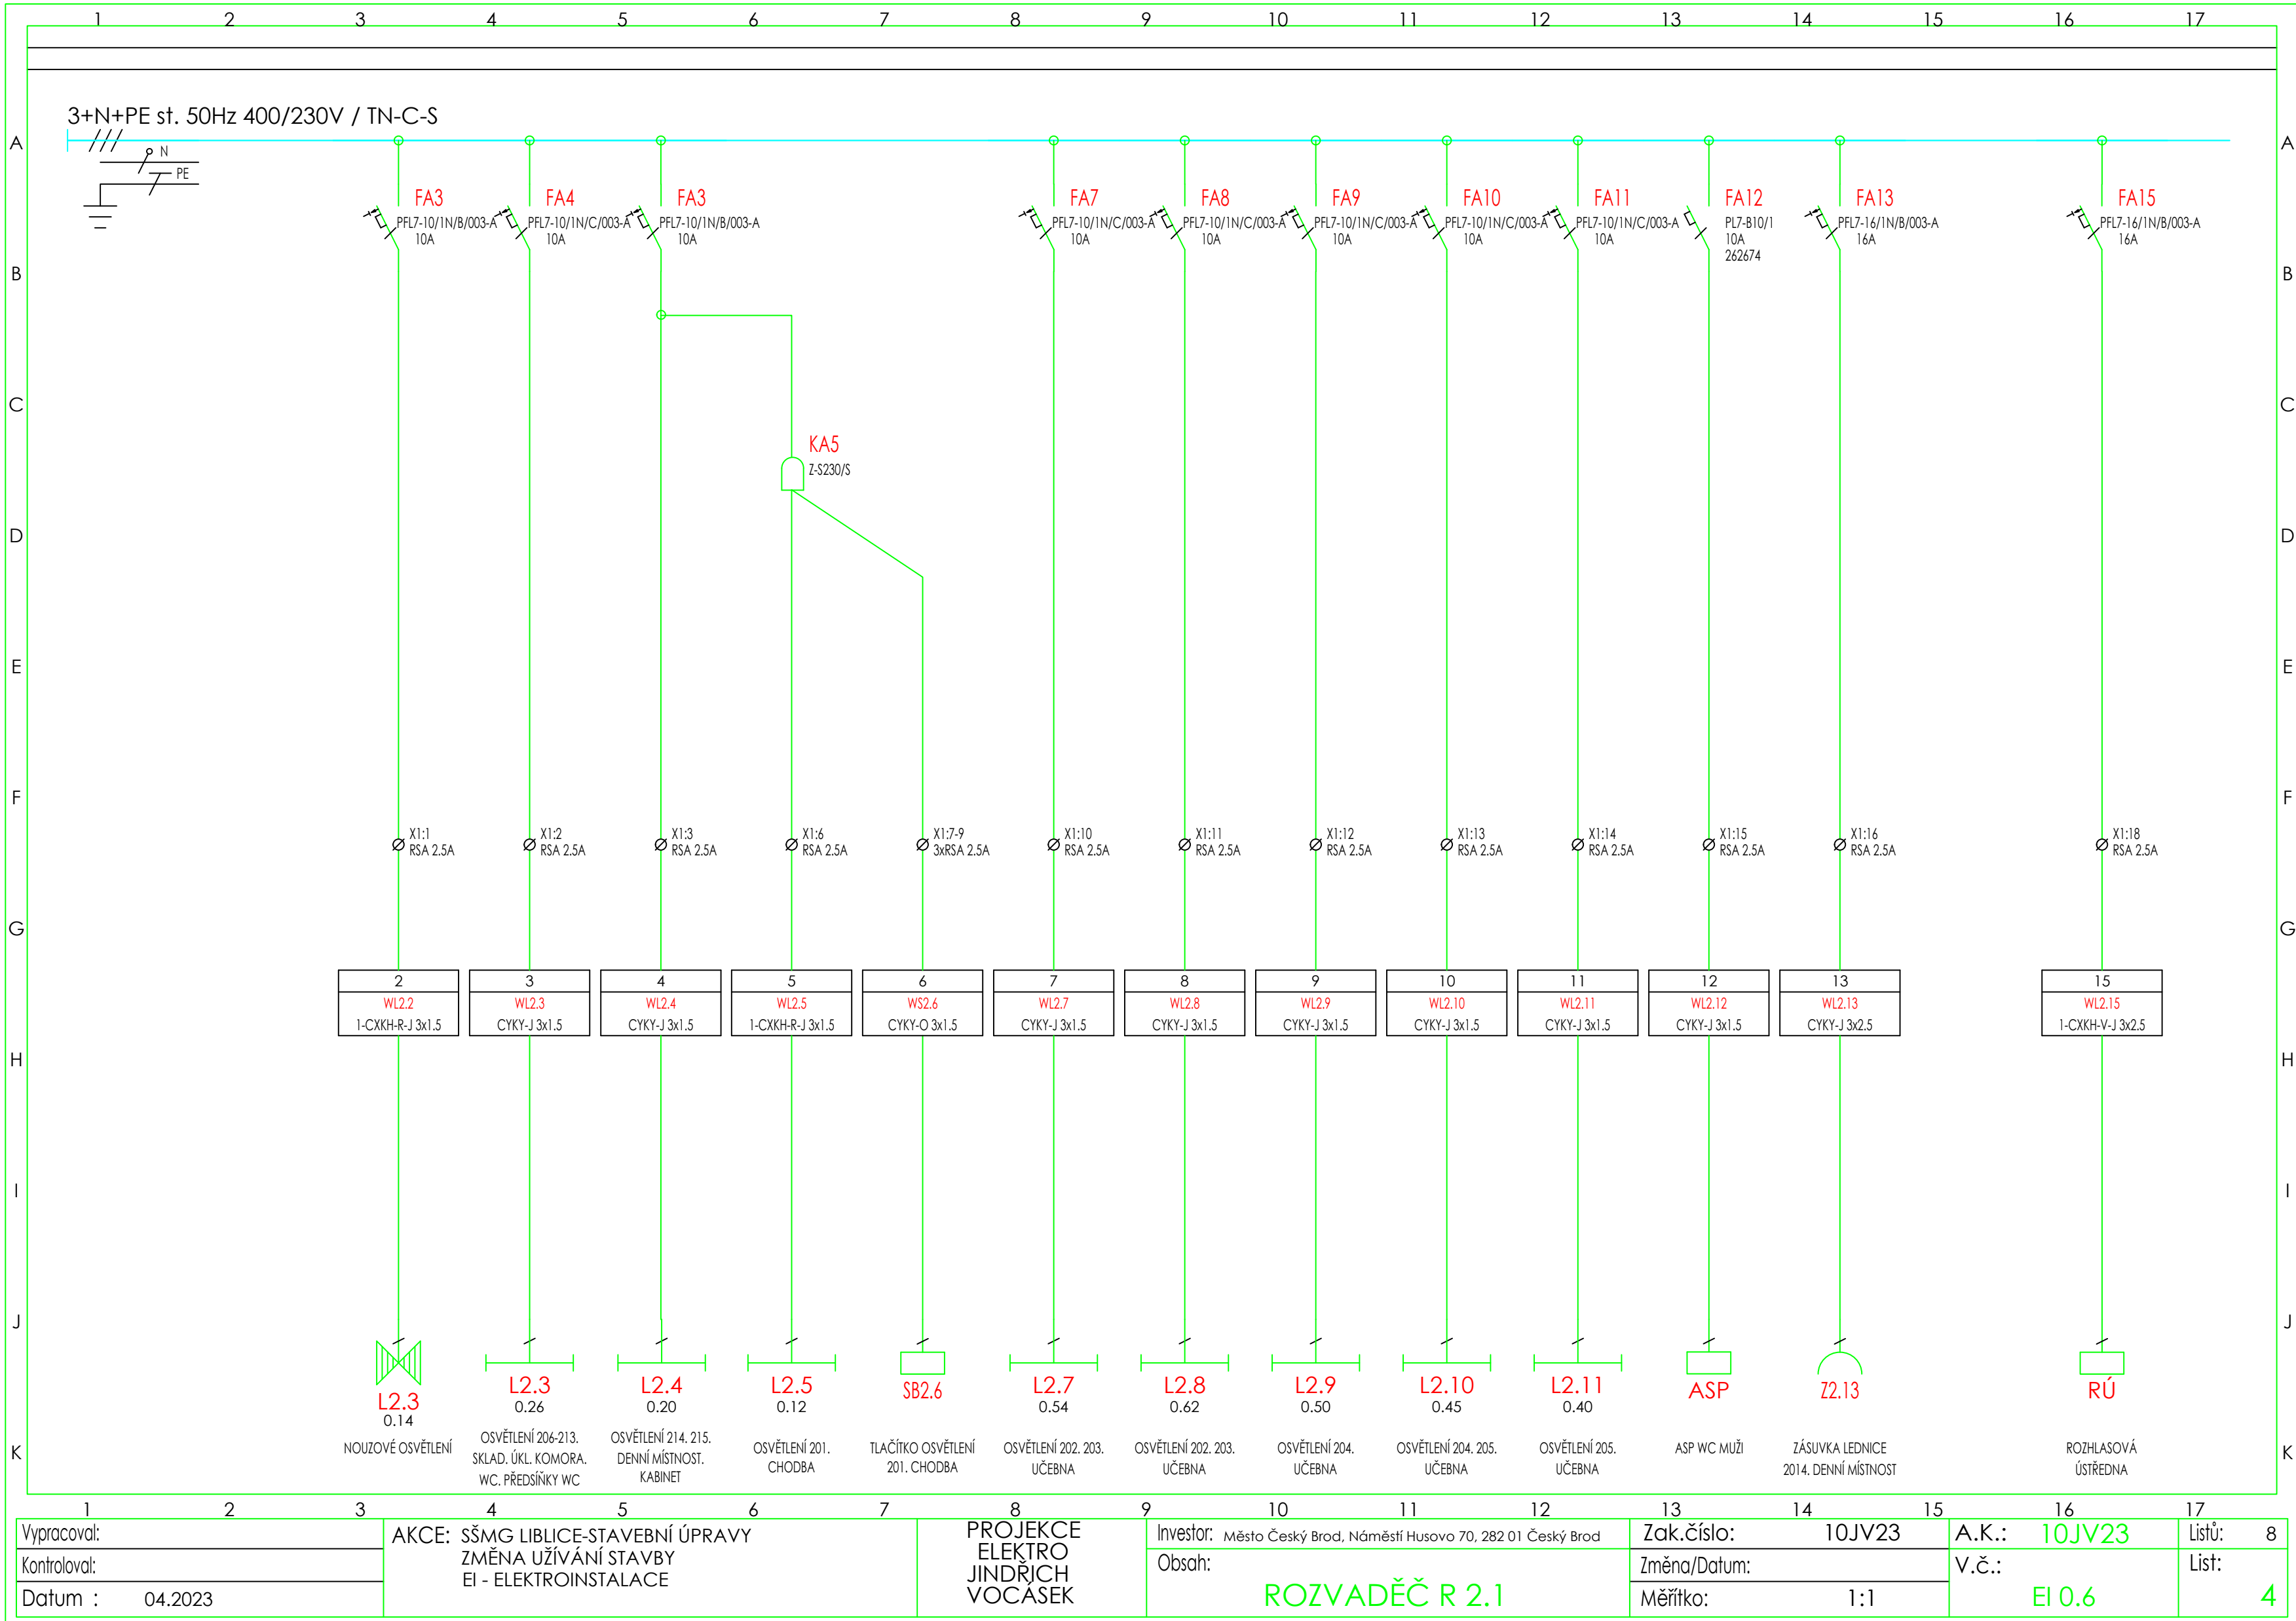 1 2 3 4 5 6 7 8 9 10 11 12 13 14 15 16 17
3+N+PE st. 50Hz 400/230V / TN-C-S
A A
N
PE
FA3
PFL7-10/1N/B/003-A
10A
FA4
PFL7-10/1N/C/003-A
10A
FA3
PFL7-10/1N/B/003-A
10A
FA7
PFL7-10/1N/C/003-A
10A
FA8
PFL7-10/1N/C/003-A
10A
FA9
PFL7-10/1N/C/003-A
10A
FA10
PFL7-10/1N/C/003-A
10A
FA11
PFL7-10/1N/C/003-A
10A
FA12
PL7-B10/1
10A
262674
FA13
PFL7-16/1N/B/003-A
16A
FA15
PFL7-16/1N/B/003-A
16A
B B
C C
KA5
Z-S230/S
D D
E E
F F
X1:1
RSA 2.5A
X1:2
RSA 2.5A
X1:3
RSA 2.5A
X1:6
RSA 2.5A
X1:7-9
3xRSA 2.5A
X1:10
RSA 2.5A
X1:11
RSA 2.5A
X1:12
RSA 2.5A
X1:13
RSA 2.5A
X1:14
RSA 2.5A
X1:15
RSA 2.5A
X1:16
RSA 2.5A
X1:18
RSA 2.5A
G G
2
WL2.2
1-CXKH-R-J 3x1.5
3
WL2.3
CYKY-J 3x1.5
4
WL2.4
CYKY-J 3x1.5
5
WL2.5
1-CXKH-R-J 3x1.5
6
WS2.6
CYKY-O 3x1.5
7
WL2.7
CYKY-J 3x1.5
8
WL2.8
CYKY-J 3x1.5
9
WL2.9
CYKY-J 3x1.5
10
WL2.10
CYKY-J 3x1.5
11
WL2.11
CYKY-J 3x1.5
12
WL2.12
CYKY-J 3x1.5
13
WL2.13
CYKY-J 3x2.5
15
WL2.15
1-CXKH-V-J 3x2.5
H H
I I
J J
L2.3
0.14
NOUZOVÉ OSVĚTLENÍ
L2.3
0.26
OSVĚTLENÍ 206-213.
SKLAD. ÚKL. KOMORA.
WC. PŘEDSÍŇKY WC
L2.4
0.20
OSVĚTLENÍ 214. 215.
DENNÍ MÍSTNOST.
KABINET
L2.5
0.12
OSVĚTLENÍ 201.
CHODBA
SB2.6
TLAČÍTKO OSVĚTLENÍ
201. CHODBA
L2.7
0.54
OSVĚTLENÍ 202. 203.
UČEBNA
L2.8
0.62
OSVĚTLENÍ 202. 203.
UČEBNA
L2.9
0.50
OSVĚTLENÍ 204.
UČEBNA
L2.10
0.45
OSVĚTLENÍ 204. 205.
UČEBNA
L2.11
0.40
OSVĚTLENÍ 205.
UČEBNA
ASP
ASP WC MUŽI
Z2.13
ZÁSUVKA LEDNICE
2014. DENNÍ MÍSTNOST
RÚ
ROZHLASOVÁ
ÚSTŘEDNA
K K
1 2 3 4 5 6 7 8 9 10 11 12 13 14 15 16 17
Vypracoval:
Kontroloval:
Datum : 04.2023
AKCE: SŠMG LIBLICE-STAVEBNÍ ÚPRAVY
ZMĚNA UŽÍVÁNÍ STAVBY
EI - ELEKTROINSTALACE
PROJEKCE
ELEKTRO
JINDŘICH
VOCÁSEK
Investor: Město Český Brod, Náměstí Husovo 70, 282 01 Český Brod
Obsah:
ROZVADĚČ R 2.1
Zak.číslo: 10JV23
Změna/Datum:
Měřítko: 1:1
A.K.: 10JV23
V.č.:
EI 0.6
Listů: 8
List:
4